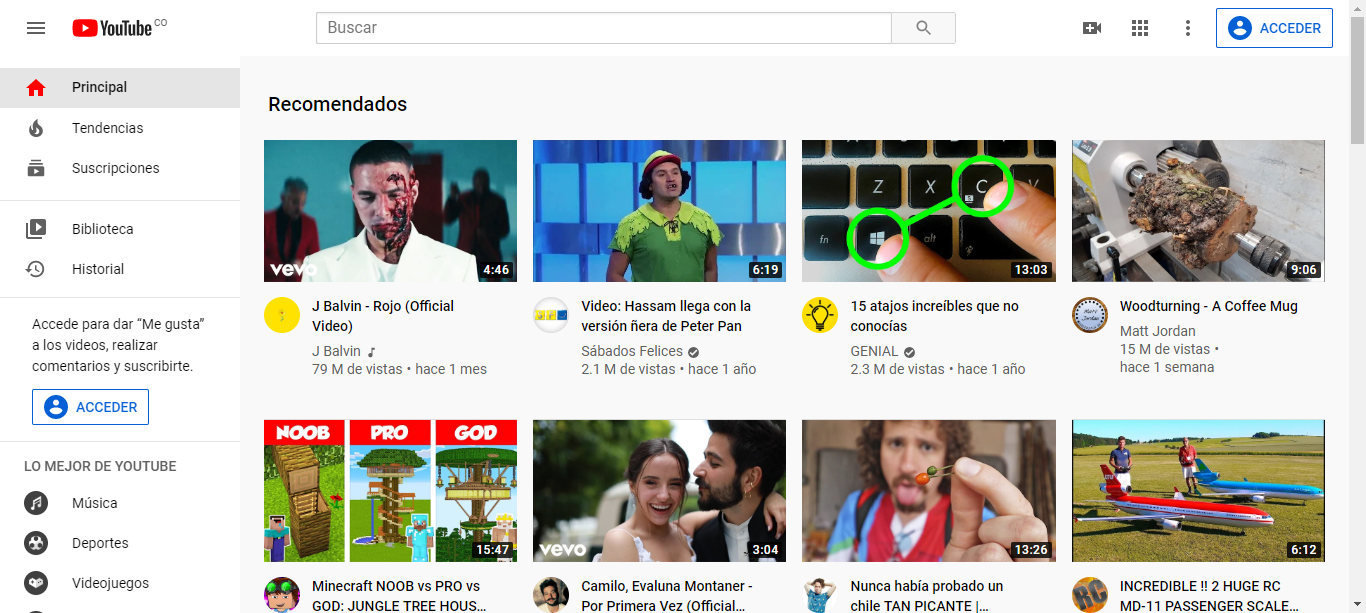 YouTube CO
Buscar
ACCEDER
Principal
Tendencias
Suscripciones
Biblioteca
Historial
Accede para dar “Me gusta”
a los videos, realizar
comentarios y suscribirte.
ACCEDER
LO MEJOR DE YOUTUBE
Música
Deportes
Videojuegos
Recomendados
vevo
4:46
J Balvin - Rojo (Official
Video)
J Balvin
79 M de vistas • hace 1 mes
6:19
Video: Hassam llega con la
versión ñera de Peter Pan
Sábados Felices
2.1 M de vistas • hace 1 año
Z X C V
fn alt
13:03
15 atajos increíbles que no
conocías
GENIAL
2.3 M de vistas • hace 1 año
9:06
Matt Jordan
Woodturning - A Coffee Mug
Matt Jordan
15 M de vistas •
hace 1 semana
NOOB PRO GOD
15:47
Minecraft NOOB vs PRO vs
GOD: JUNGLE TREE HOUS...
vevo
3:04
Camilo, Evaluna Montaner -
Por Primera Vez (Official...
13:26
Nunca había probado un
chile TAN PICANTE |...
6:12
RC
INCREDIBLE !! 2 HUGE RC
MD-11 PASSENGER SCALE...